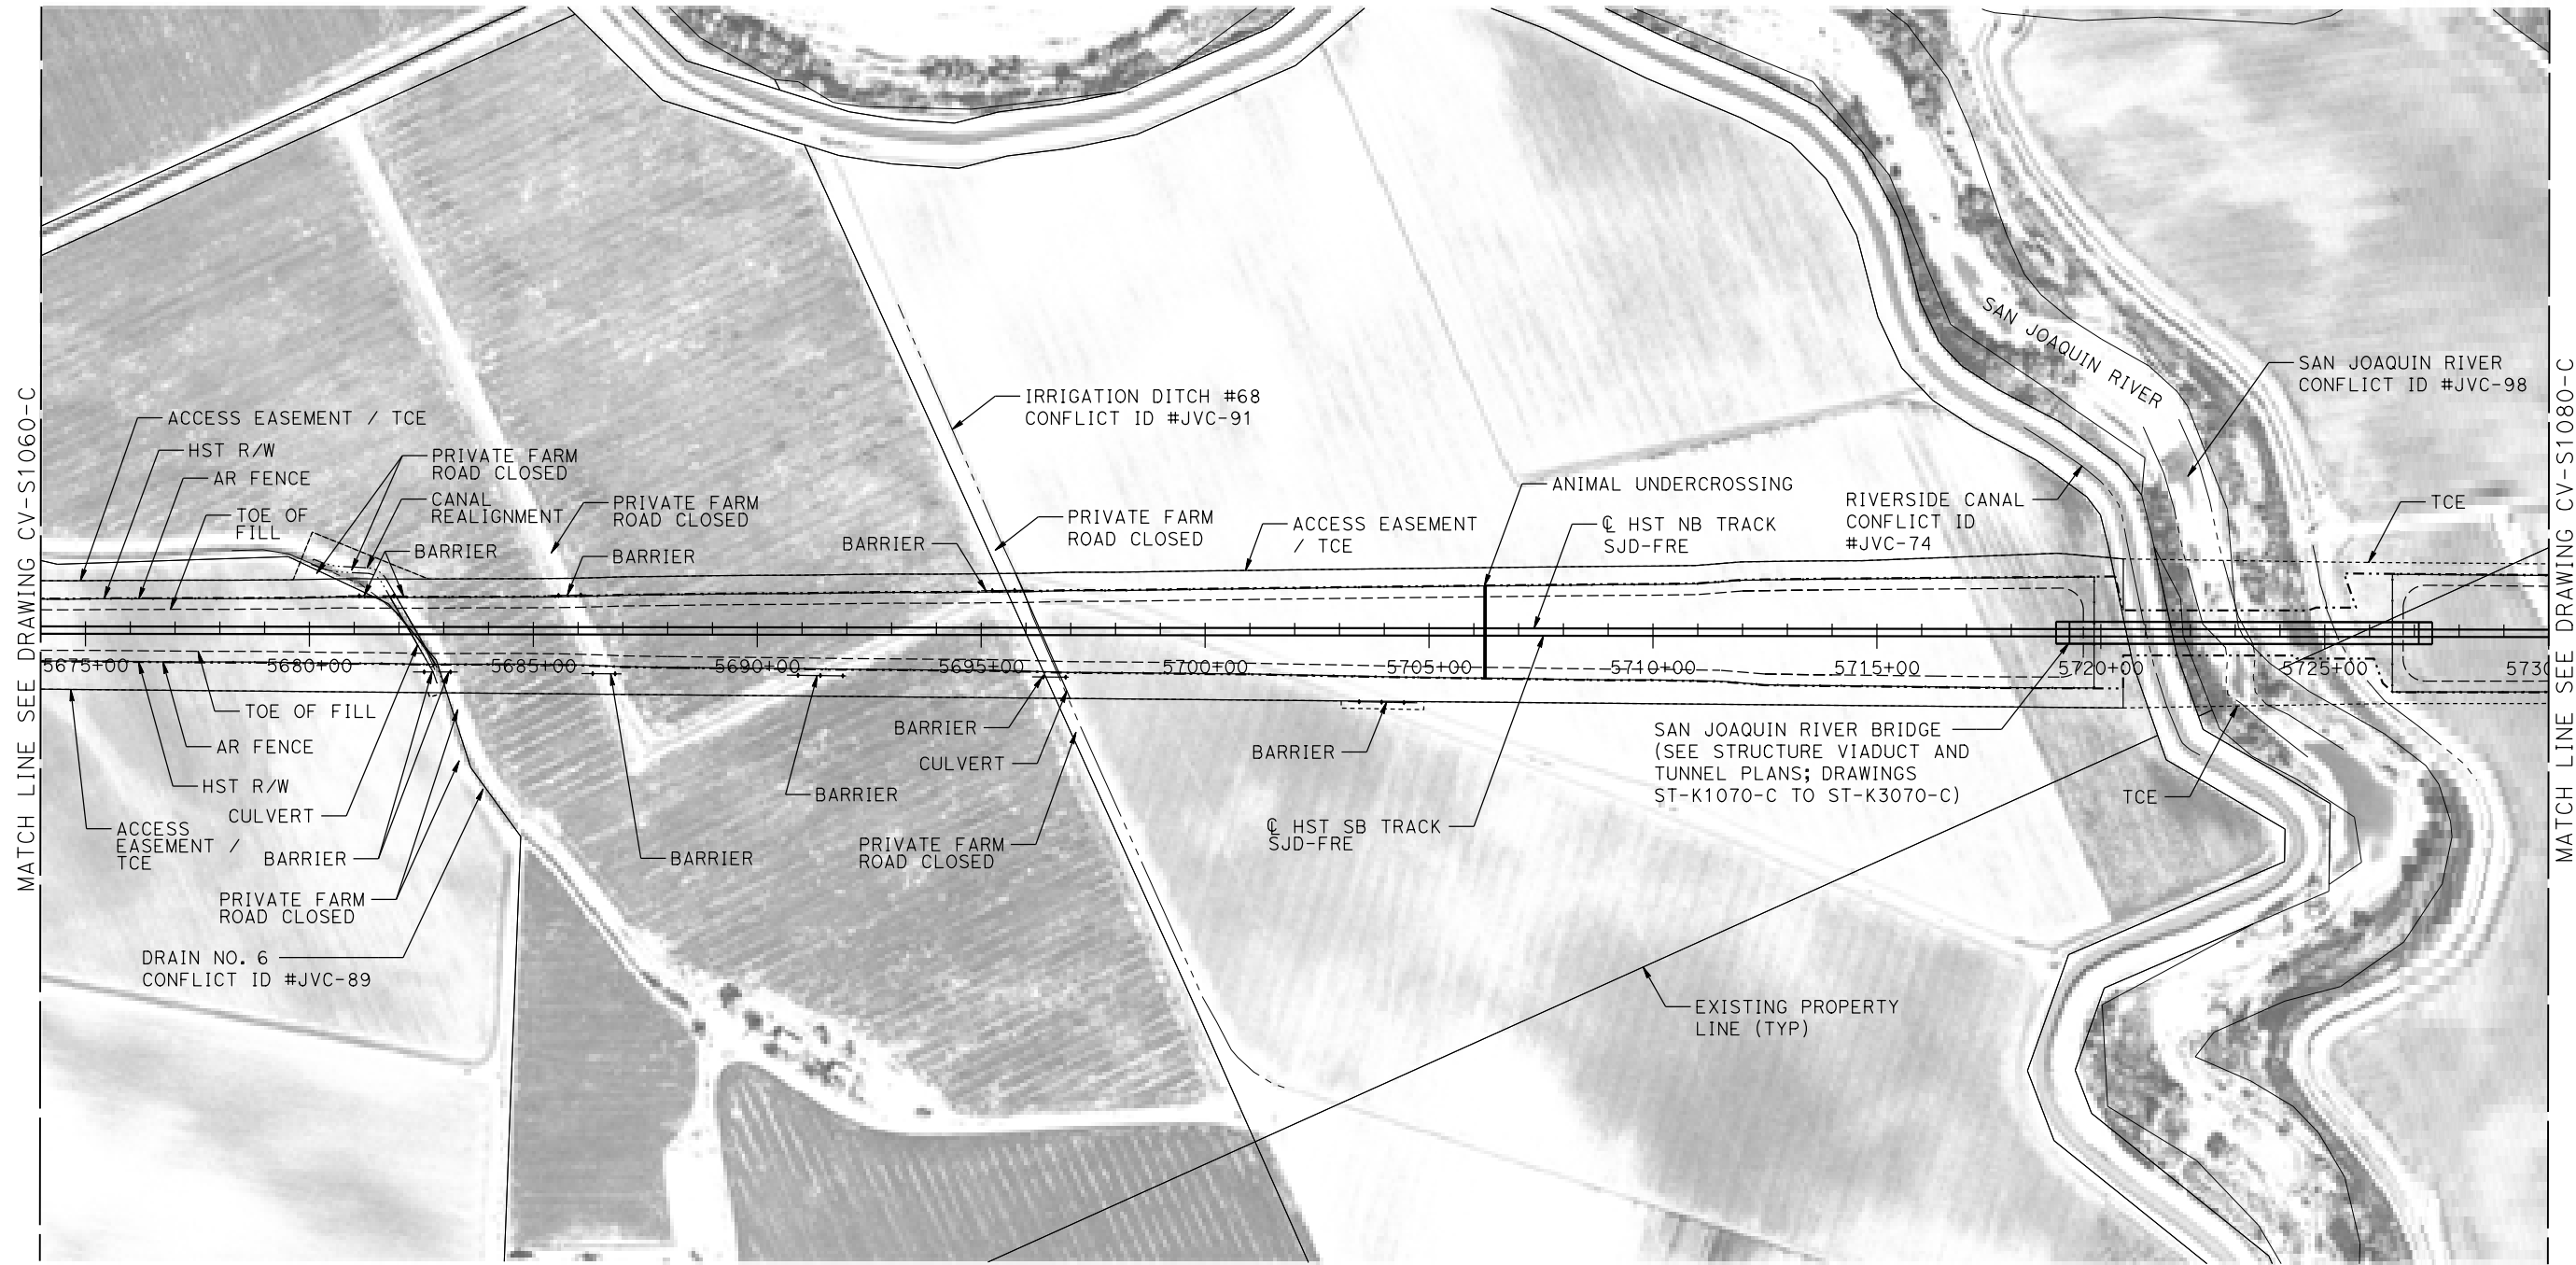 MATCH LINE SEE DRAWING CV-S1060-C
ACCESS EASEMENT / TCE
HST R/W
AR FENCE
TOE OF
FILL
PRIVATE FARM
ROAD CLOSED
CANAL
REALIGNMENT
BARRIER
PRIVATE FARM
ROAD CLOSED
BARRIER
IRRIGATION DITCH #68
CONFLICT ID #JVC-91
BARRIER
PRIVATE FARM
ROAD CLOSED
ACCESS EASEMENT
/ TCE
ANIMAL UNDERCROSSING
℄ HST NB TRACK
SJD-FRE
RIVERSIDE CANAL
CONFLICT ID
#JVC-74
SAN JOAQUIN RIVER
SAN JOAQUIN RIVER
CONFLICT ID #JVC-98
TCE
MATCH LINE SEE DRAWING CV-S1080-C
5675+00
5680+00
5685+00
5690+00
5695+00
5700+00
5705+00
5710+00
5715+00
5720+00
5725+00
5730
TOE OF FILL
AR FENCE
HST R/W
CULVERT
ACCESS
EASEMENT /
TCE
BARRIER
PRIVATE FARM
ROAD CLOSED
DRAIN NO. 6
CONFLICT ID #JVC-89
BARRIER
BARRIER
BARRIER
CULVERT
PRIVATE FARM
ROAD CLOSED
BARRIER
℄ HST SB TRACK
SJD-FRE
SAN JOAQUIN RIVER BRIDGE
(SEE STRUCTURE VIADUCT AND
TUNNEL PLANS; DRAWINGS
ST-K1070-C TO ST-K3070-C)
TCE
EXISTING PROPERTY
LINE (TYP)